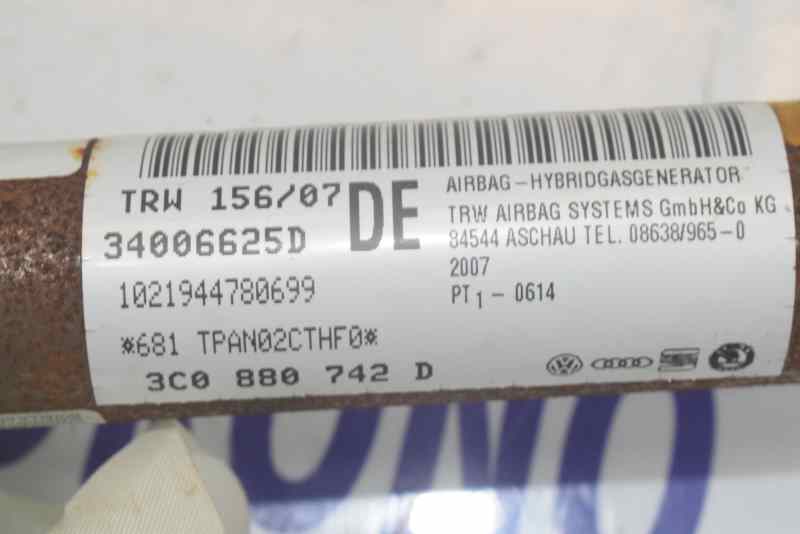 TRW 156/07
34006625D
1021944780699
*681 TPAN02CTHF0*
3C0 880 742 D
DE
AIRBAG-HYBRIDGASGENERATOR
TRW AIRBAG SYSTEMS GmbH&Co KG
84544 ASCHAU TEL. 08638/965-0
2007
PT1 - 0614